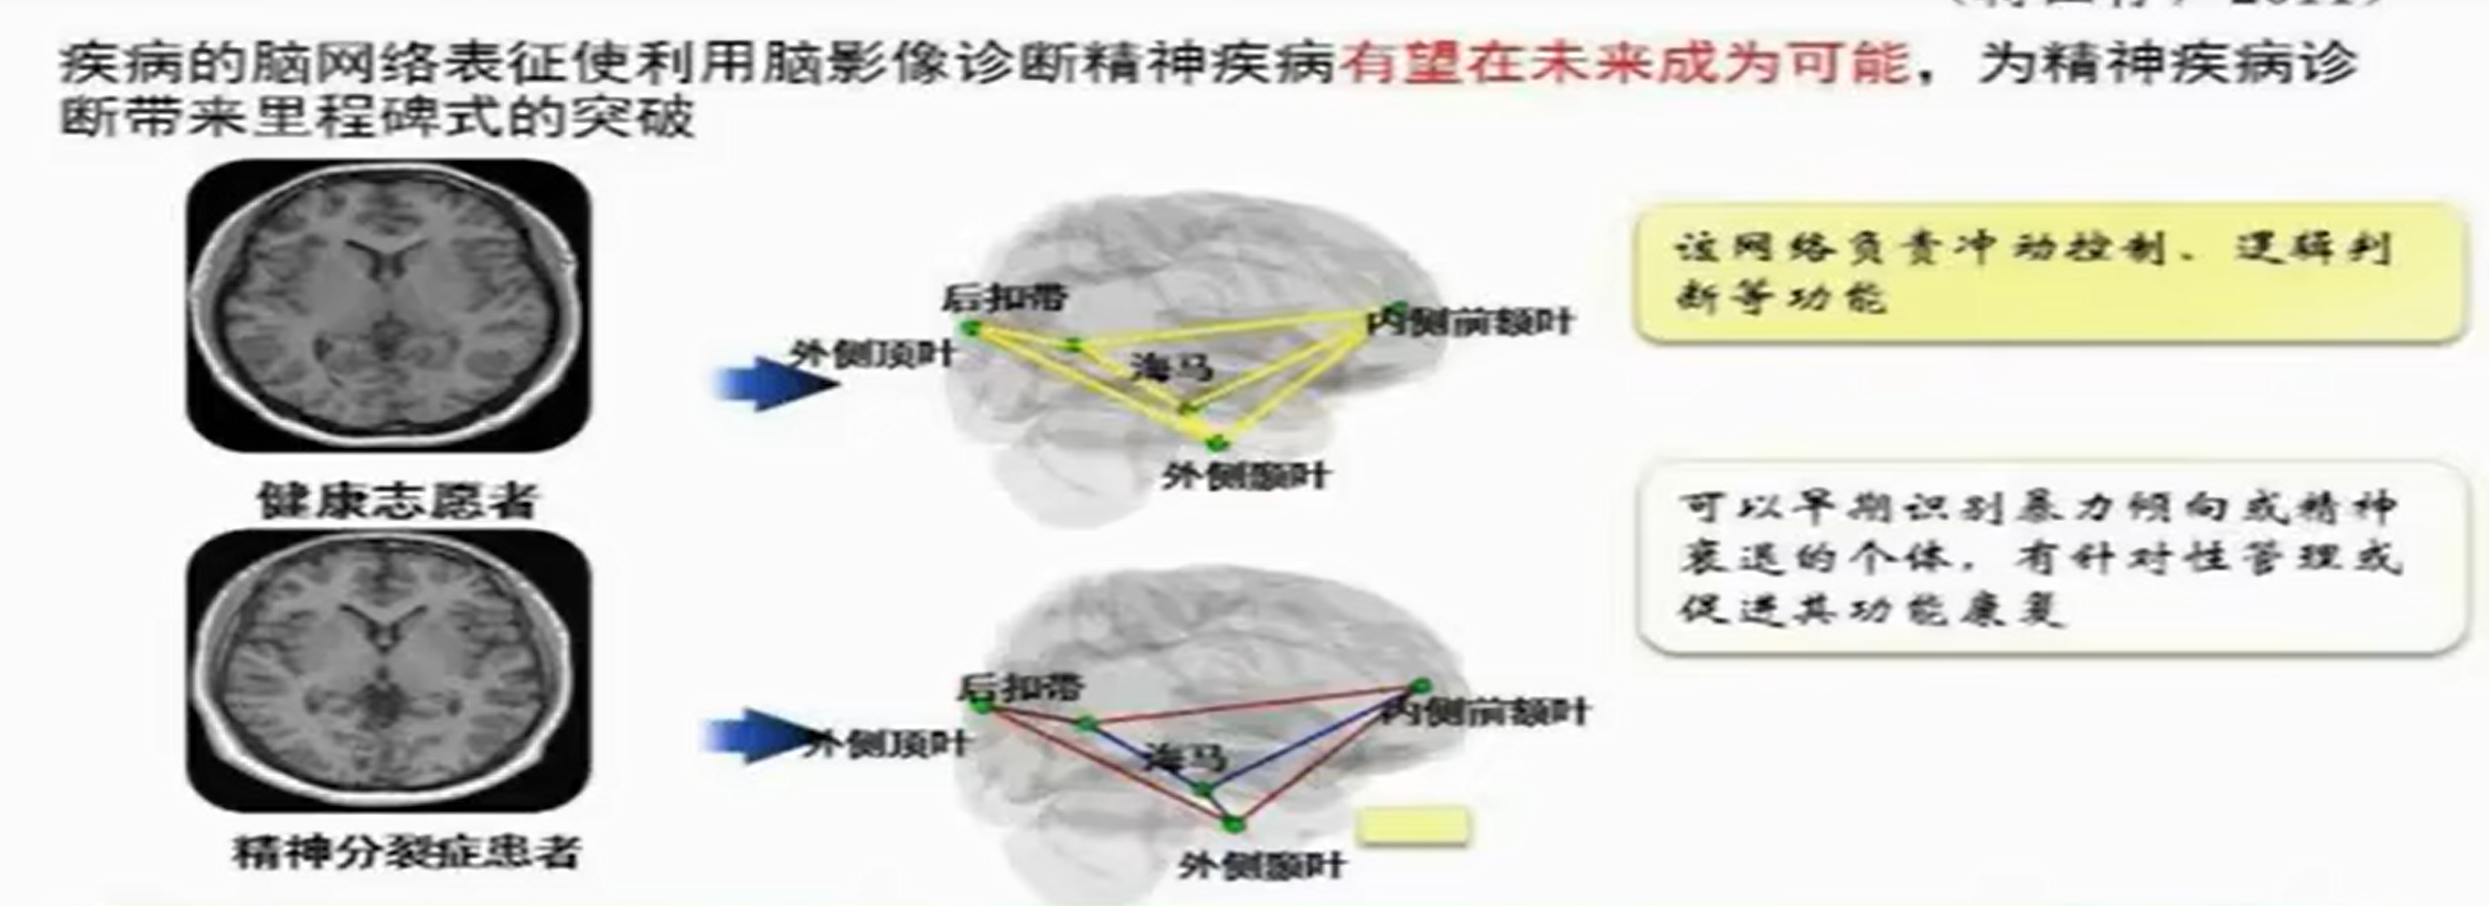 疾病的脑网络表征使利用脑影像诊断精神疾病有望在未来成为可能，为精神疾病诊
断带来里程碑式的突破
后扣带
外侧顶叶
海马
内侧前额叶
外侧颞叶
健康志愿者
该网络负责冲动控制、逻辑判
断等功能
可以早期识别暴力倾向或精神
衰退的个体，有针对性管理或
促进其功能康复
后扣带
外侧顶叶
海马
内侧前额叶
外侧颞叶
精神分裂症患者